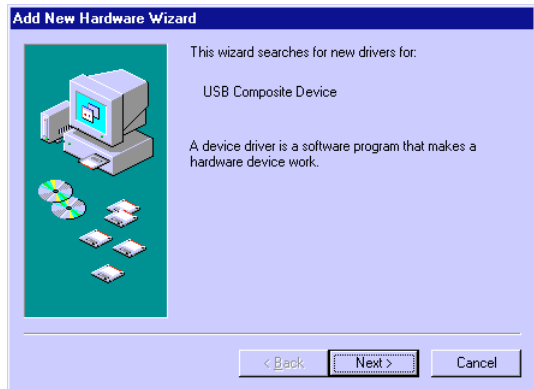 Add New Hardware Wizard
This wizard searches for new drivers for:
USB Composite Device
A device driver is a software program that makes a
hardware device work.
< Back
Next >
Cancel